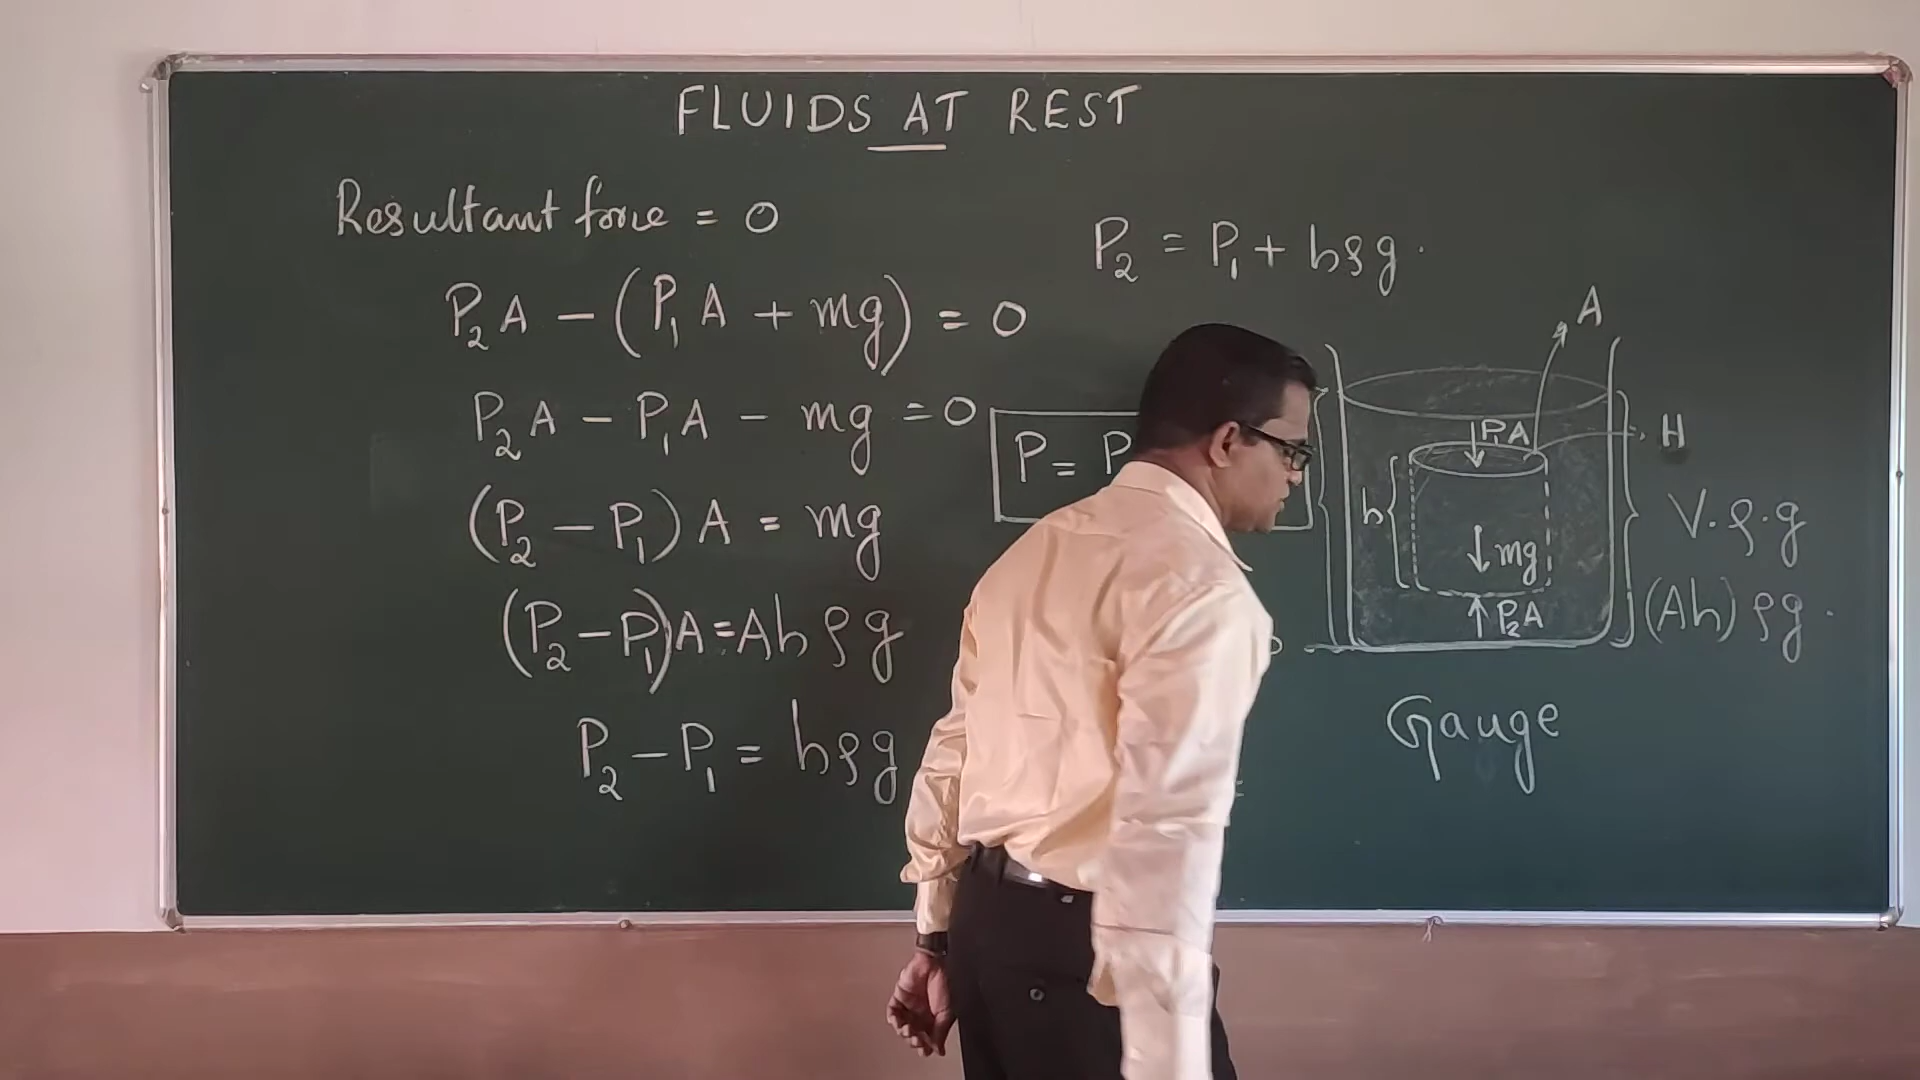 FLUIDS AT REST
Resultant force = 0
P₂A − (P₁A + mg) = 0
P₂A − P₁A − mg = 0
(P₂ − P₁) A = mg
(P₂ − P₁)A = Ahρg
P₂ − P₁ = hρg
P₂ = P₁ + hρg.
P = P
A
P₁A
H
h
mg
P₂A
V.ρ.g
(Ah)ρg.
Gauge